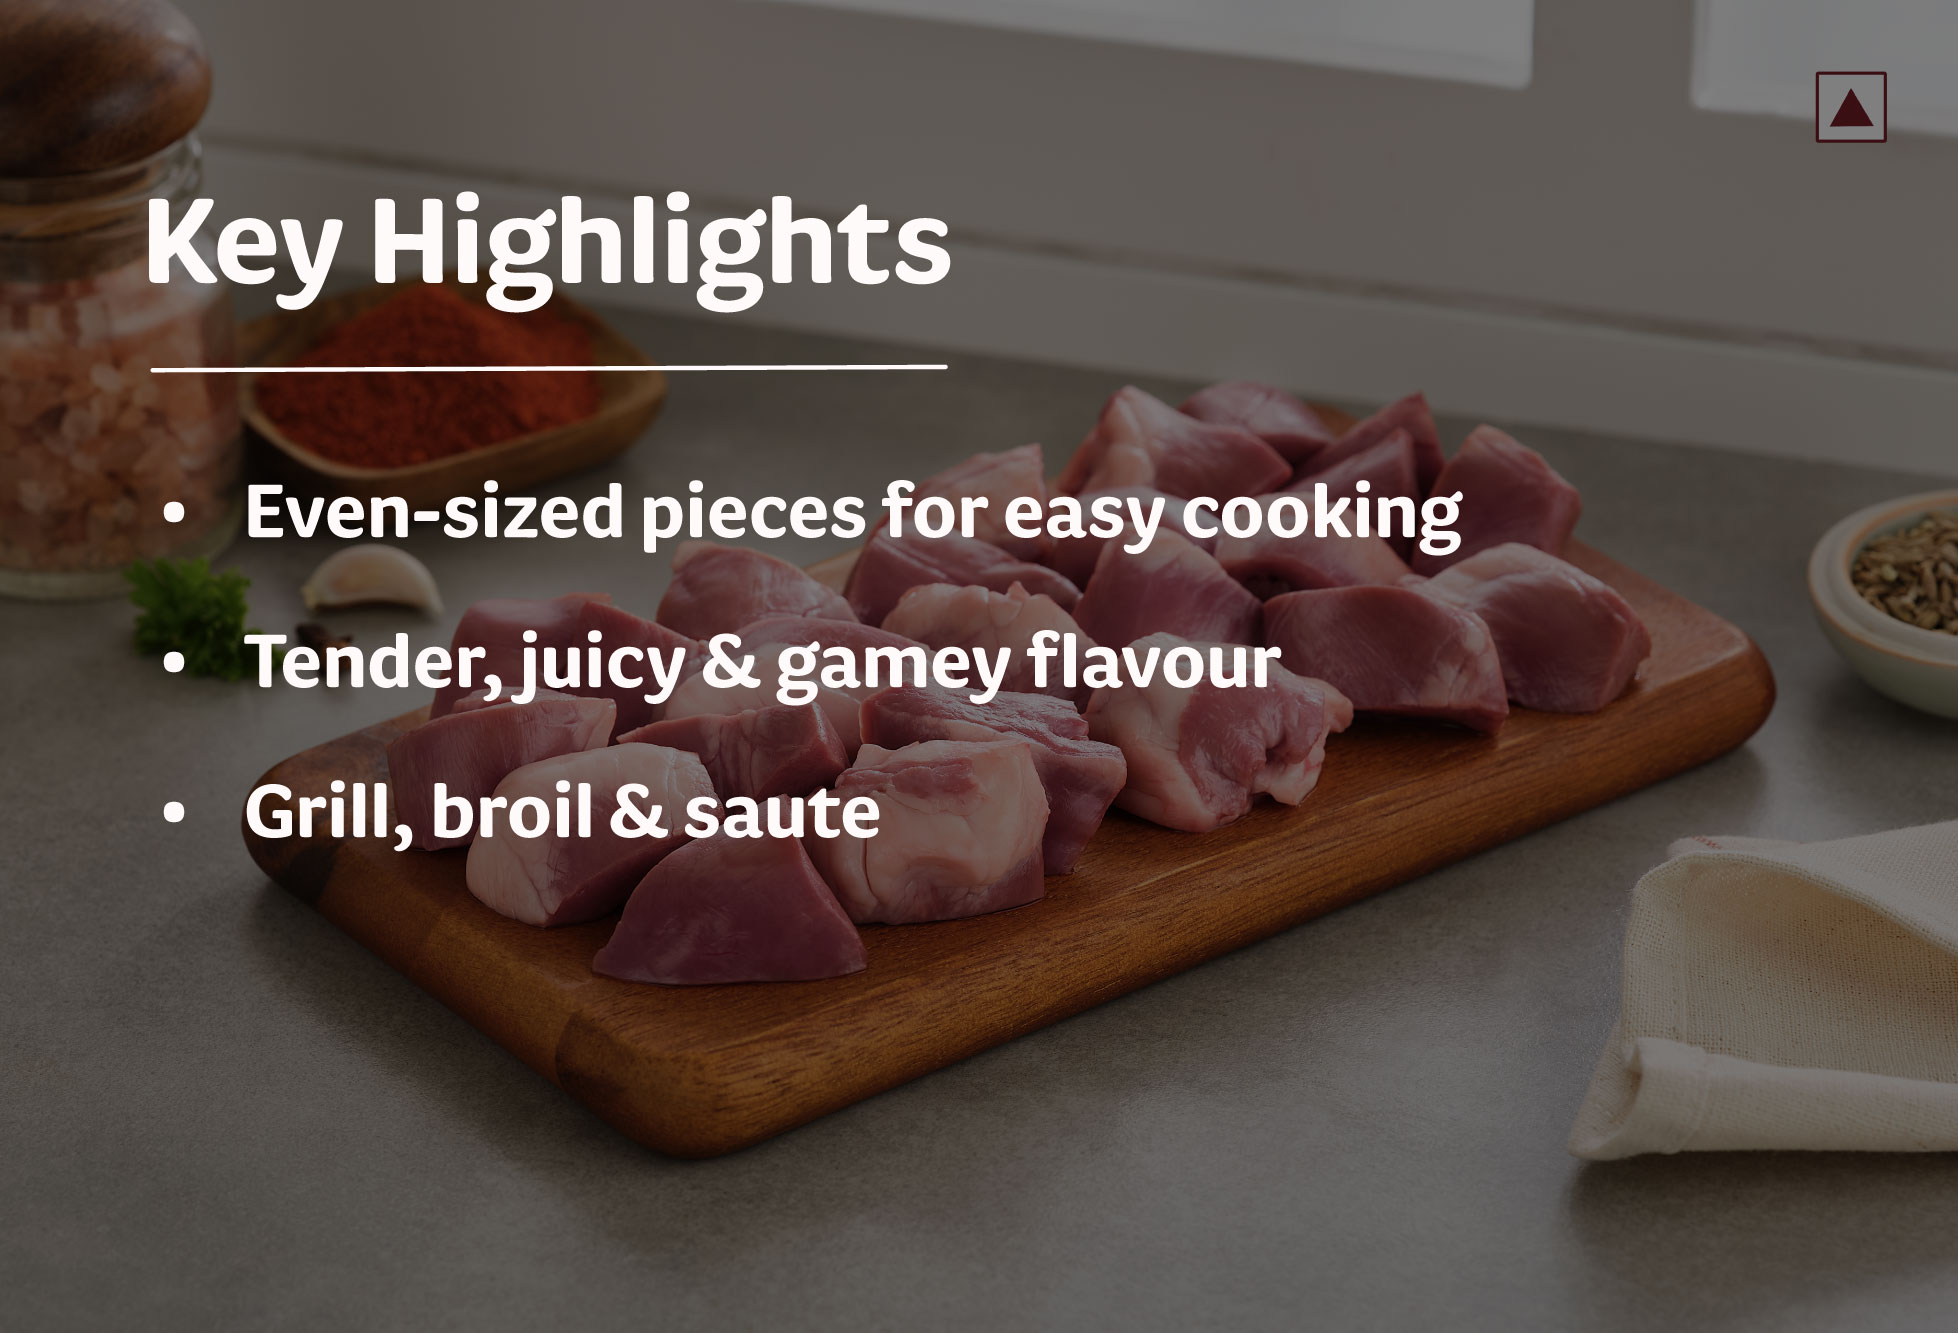 Key Highlights
• Even-sized pieces for easy cooking
• Tender, juicy & gamey flavour
• Grill, broil & saute